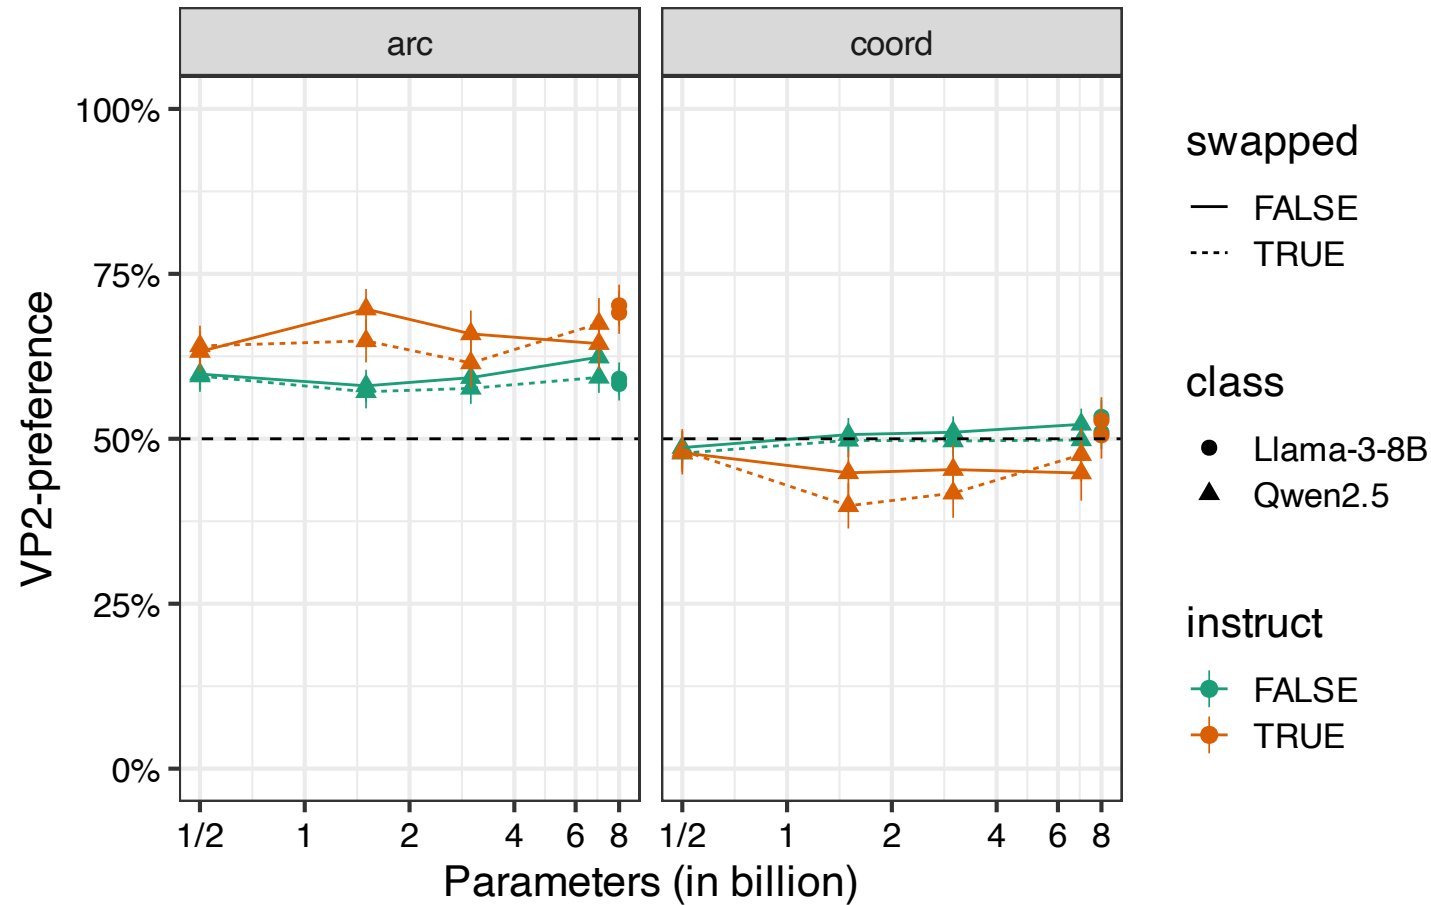 arc
coord
100%
75%
50%
25%
0%
VP2-preference
1/2 1 2 4 6 8
1/2 1 2 4 6 8
Parameters (in billion)
swapped
FALSE
TRUE
class
Llama-3-8B
Qwen2.5
instruct
FALSE
TRUE